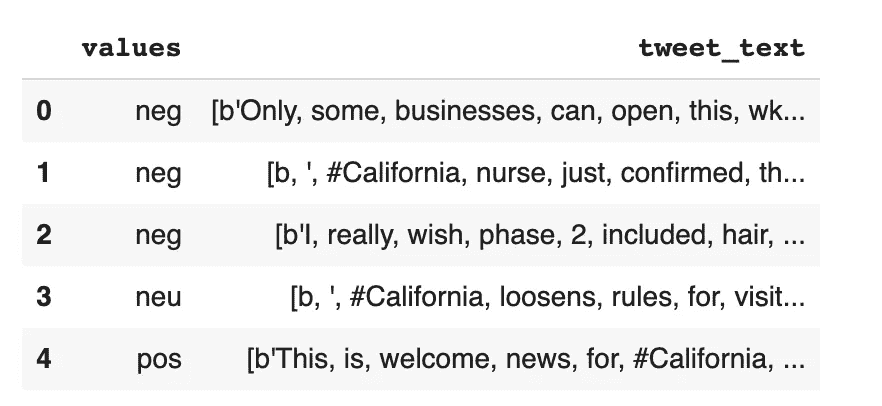 values tweet_text
0 neg [b'Only, some, businesses, can, open, this, wk...
1 neg [b, ', #California, nurse, just, confirmed, th...
2 neg [b'I, really, wish, phase, 2, included, hair, ...
3 neu [b, ', #California, loosens, rules, for, visit...
4 pos [b'This, is, welcome, news, for, #California, ...